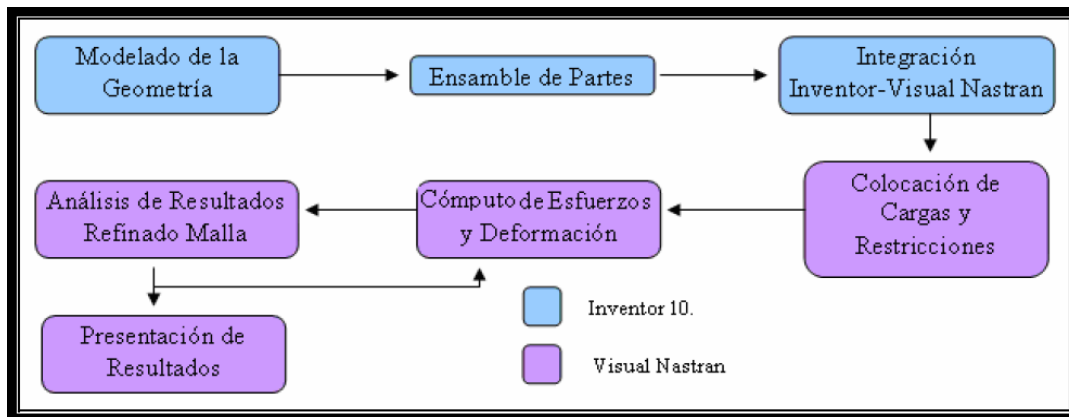 Modelado de la
Geometría
Ensamble de Partes
Integración
Inventor-Visual Nastran
Análisis de Resultados
Refinado Malla
Cómputo de Esfuerzos
y Deformación
Colocación de
Cargas y
Restricciones
Presentación de
Resultados
Inventor 10.
Visual Nastran